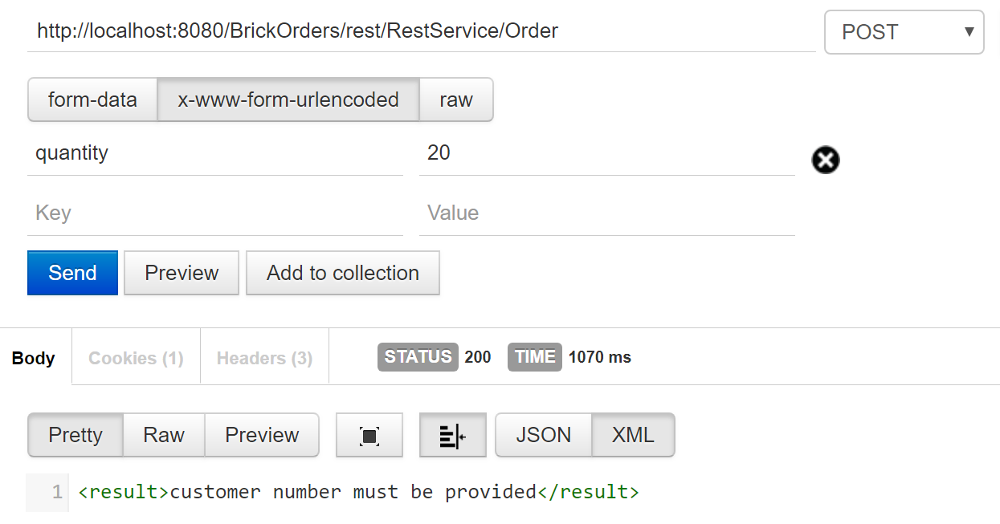 http://localhost:8080/BrickOrders/rest/RestService/Order POST
form-data x-www-form-urlencoded raw
quantity 20
Key Value
Send Preview Add to collection
Body Cookies (1) Headers (3) STATUS 200 TIME 1070 ms
Pretty Raw Preview JSON XML
1 <result>customer number must be provided</result>